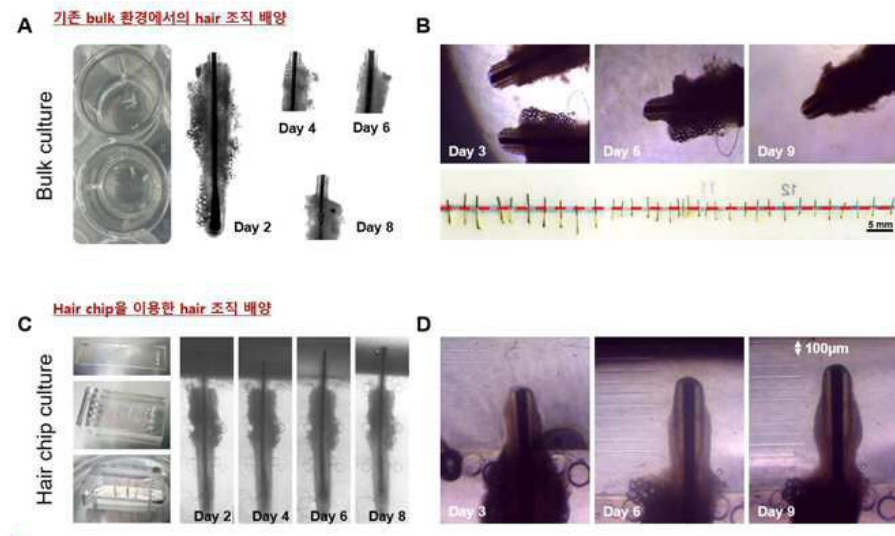 A
기존 bulk 환경에서의 hair 조직 배양
Bulk culture
Day 2
Day 4
Day 6
Day 8
B
Day 3
Day 6
Day 9
11
12
5 mm
Hair chip을 이용한 hair 조직 배양
C
Hair chip culture
Day 2
Day 4
Day 6
Day 8
D
Day 3
Day 6
Day 9
100μm